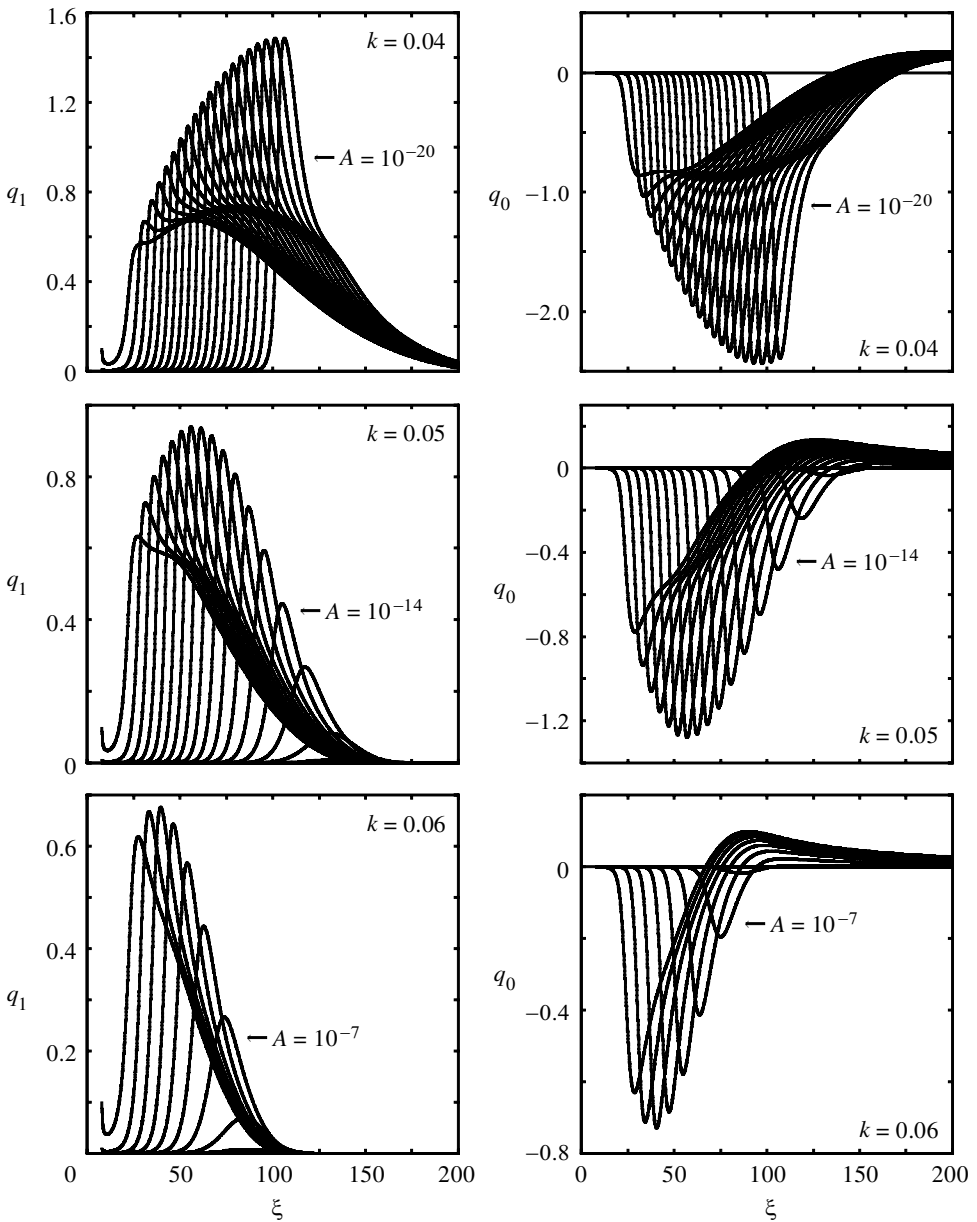 1.6
k = 0.04
1.2
A = 10⁻²⁰
q₁
0.8
0.4
0
0
−1.0
q₀
A = 10⁻²⁰
−2.0
k = 0.04
k = 0.05
0.8
q₁
0.4
A = 10⁻¹⁴
0
0
−0.4
A = 10⁻¹⁴
q₀
−0.8
−1.2
k = 0.05
k = 0.06
0.6
q₁
0.4
0.2
A = 10⁻⁷
0 50 100 150 200
ξ
0
A = 10⁻⁷
q₀
−0.4
−0.8
k = 0.06
0 50 100 150 200
ξ